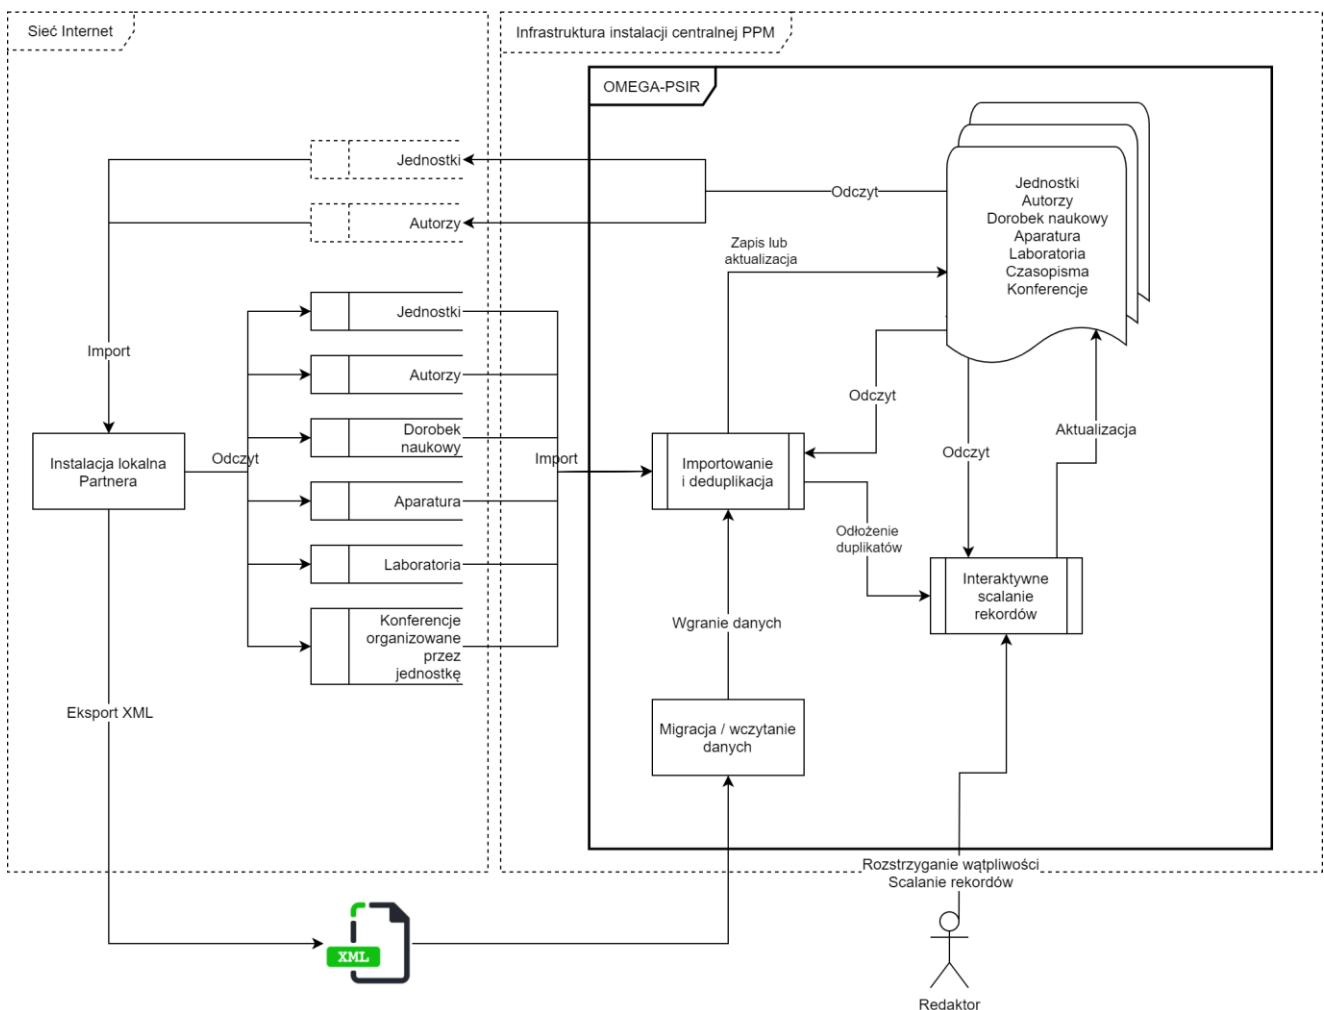 Sieć Internet
Infrastruktura instalacji centralnej PPM
OMEGA-PSIR
Jednostki
Autorzy
Odczyt
Jednostki
Autorzy
Dorobek naukowy
Aparatura
Laboratoria
Czasopisma
Konferencje
Zapis lub
aktualizacja
Import
Jednostki
Autorzy
Dorobek
naukowy
Aparatura
Laboratoria
Konferencje
organizowane
przez
jednostkę
Instalacja lokalna
Partnera
Odczyt
Import
Importowanie
i deduplikacja
Odczyt
Odczyt
Aktualizacja
Odłożenie
duplikatów
Interaktywne
scalanie
rekordów
Wgranie danych
Migracja / wczytanie
danych
Eksport XML
XML
Rozstrzyganie wątpliwości
Scalanie rekordów
Redaktor